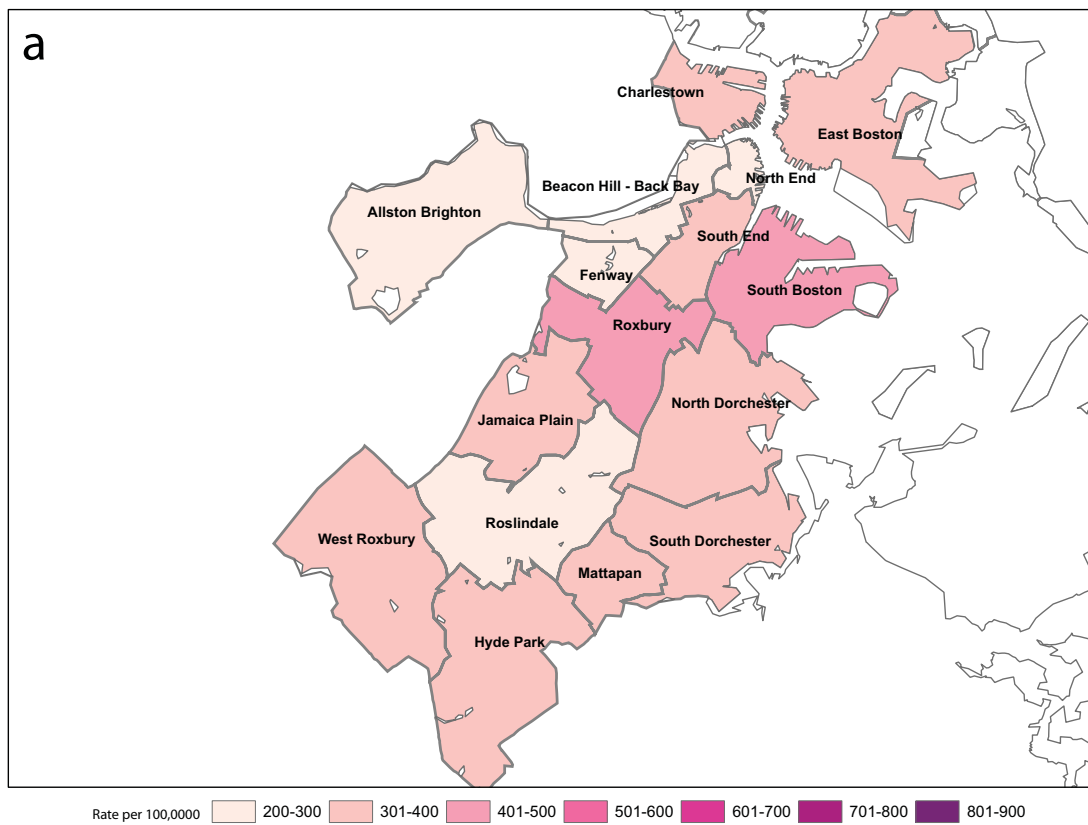 a
Charlestown
East Boston
Beacon Hill - Back Bay
North End
Allston Brighton
South End
Fenway
South Boston
Roxbury
North Dorchester
Jamaica Plain
Roslindale
West Roxbury
South Dorchester
Mattapan
Hyde Park
Rate per 100,0000 200-300 301-400 401-500 501-600 601-700 701-800 801-900